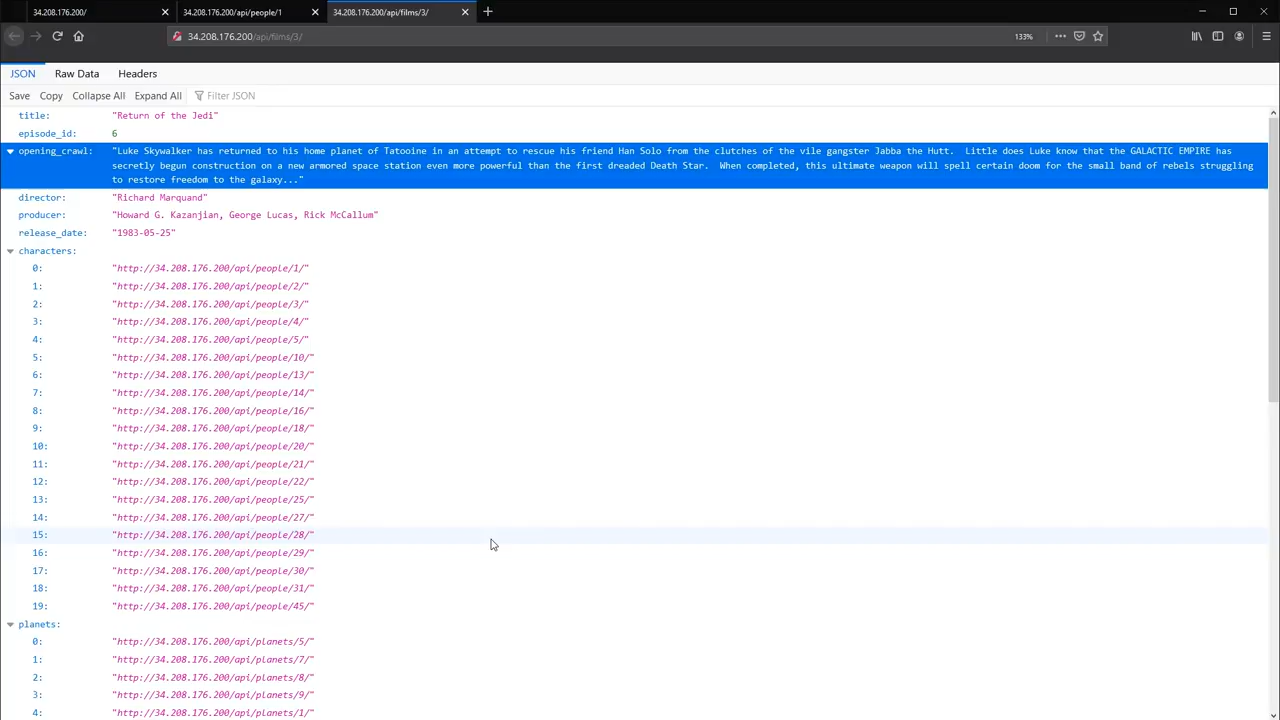 34.208.176.200/
34.208.176.200/api/people/1
34.208.176.200/api/films/3/
34.208.176.200/api/films/3/
133%
JSON
Raw Data
Headers
Save
Copy
Collapse All
Expand All
Filter JSON
title: "Return of the Jedi"
episode_id: 6
opening_crawl: "Luke Skywalker has returned to his home planet of Tatooine in an attempt to rescue his friend Han Solo from the clutches of the vile gangster Jabba the Hutt.  Little does Luke know that the GALACTIC EMPIRE has
secretly begun construction on a new armored space station even more powerful than the first dreaded Death Star.  When completed, this ultimate weapon will spell certain doom for the small band of rebels struggling
to restore freedom to the galaxy..."
director: "Richard Marquand"
producer: "Howard G. Kazanjian, George Lucas, Rick McCallum"
release_date: "1983-05-25"
characters:
0: "http://34.208.176.200/api/people/1/"
1: "http://34.208.176.200/api/people/2/"
2: "http://34.208.176.200/api/people/3/"
3: "http://34.208.176.200/api/people/4/"
4: "http://34.208.176.200/api/people/5/"
5: "http://34.208.176.200/api/people/10/"
6: "http://34.208.176.200/api/people/13/"
7: "http://34.208.176.200/api/people/14/"
8: "http://34.208.176.200/api/people/16/"
9: "http://34.208.176.200/api/people/18/"
10: "http://34.208.176.200/api/people/20/"
11: "http://34.208.176.200/api/people/21/"
12: "http://34.208.176.200/api/people/22/"
13: "http://34.208.176.200/api/people/25/"
14: "http://34.208.176.200/api/people/27/"
15: "http://34.208.176.200/api/people/28/"
16: "http://34.208.176.200/api/people/29/"
17: "http://34.208.176.200/api/people/30/"
18: "http://34.208.176.200/api/people/31/"
19: "http://34.208.176.200/api/people/45/"
planets:
0: "http://34.208.176.200/api/planets/5/"
1: "http://34.208.176.200/api/planets/7/"
2: "http://34.208.176.200/api/planets/8/"
3: "http://34.208.176.200/api/planets/9/"
4: "http://34.208.176.200/api/planets/1/"